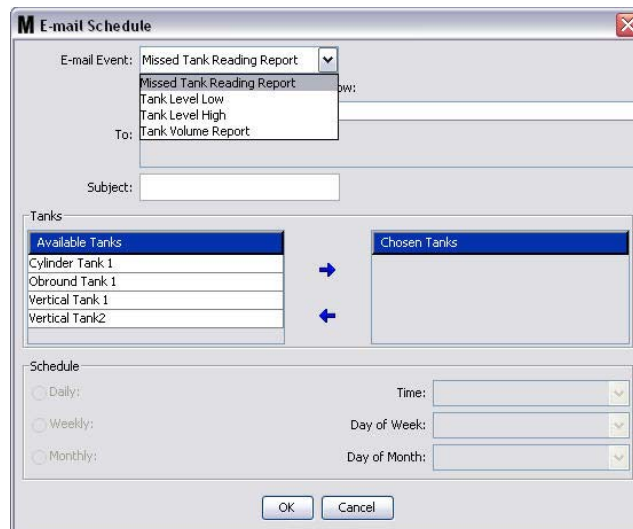 M E-mail Schedule
E-mail Event: Missed Tank Reading Report
Missed Tank Reading Report
Tank Level Low
Tank Level High
Tank Volume Report
To:
Subject:
Tanks
Available Tanks Chosen Tanks
Cylinder Tank 1
Obround Tank 1
Vertical Tank 1
Vertical Tank2
Schedule
Daily: Time:
Weekly: Day of Week:
Monthly: Day of Month:
OK Cancel